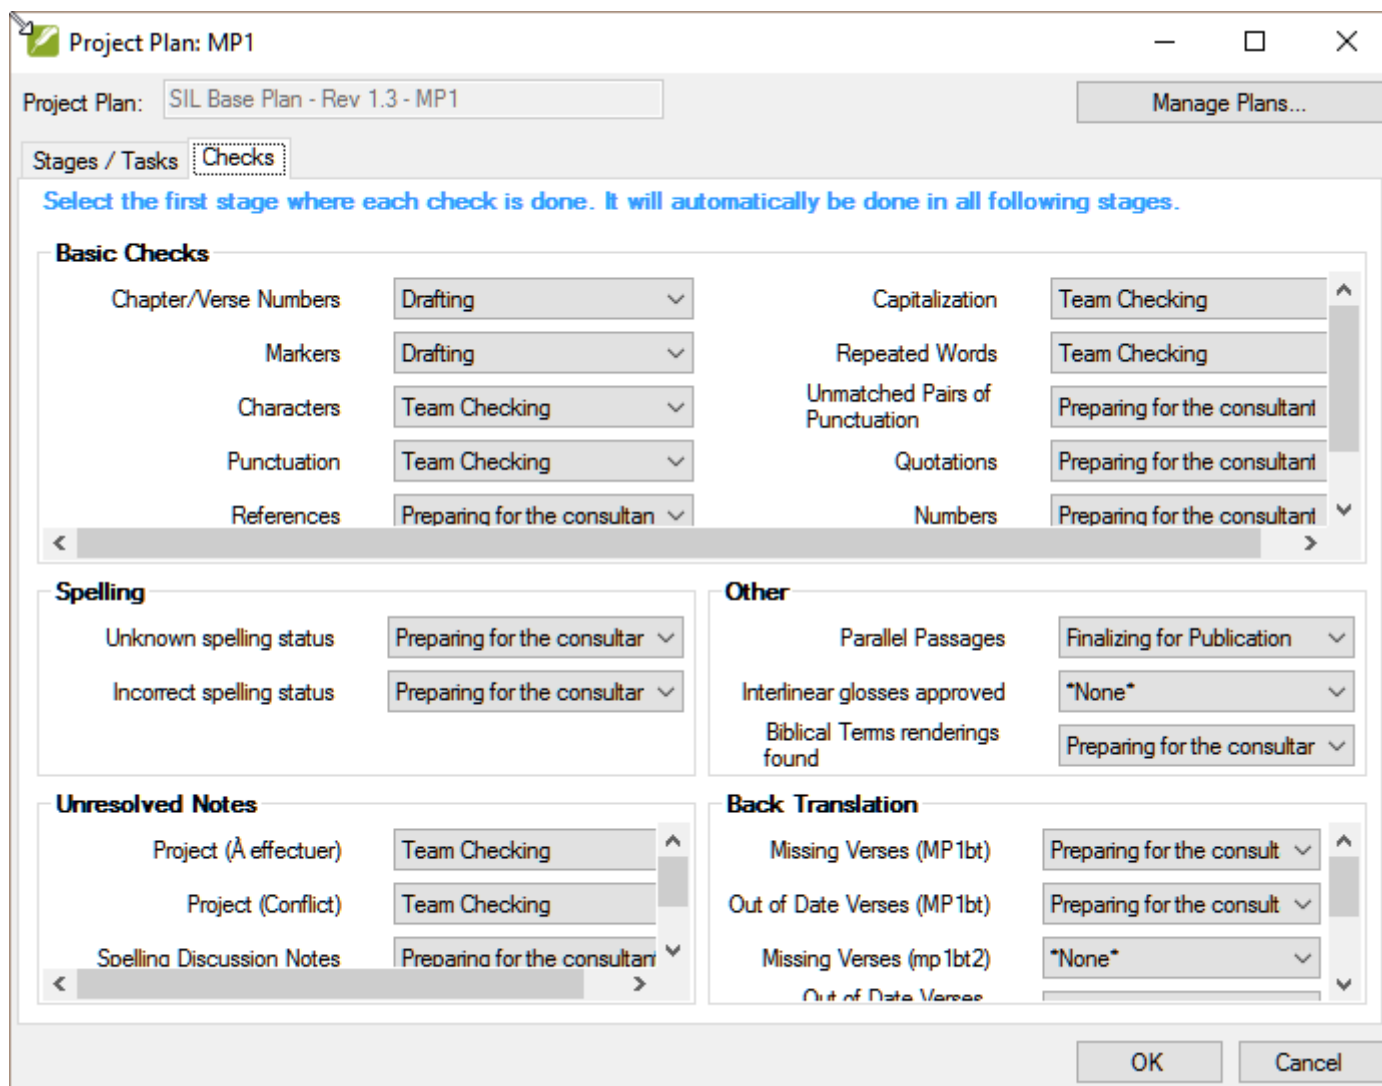 Project Plan: MP1
Project Plan: SIL Base Plan - Rev 1.3 - MP1 Manage Plans...
Stages / Tasks Checks
Select the first stage where each check is done. It will automatically be done in all following stages.
Basic Checks
Chapter/Verse Numbers Drafting Capitalization Team Checking
Markers Drafting Repeated Words Team Checking
Characters Team Checking Unmatched Pairs of
Punctuation Preparing for the consultant
Punctuation Team Checking Quotations Preparing for the consultant
References Preparing for the consultan Numbers Preparing for the consultant
Spelling
Unknown spelling status Preparing for the consultar
Incorrect spelling status Preparing for the consultar
Other
Parallel Passages Finalizing for Publication
Interlinear glosses approved *None*
Biblical Terms renderings
found Preparing for the consultar
Unresolved Notes
Project (À effectuer) Team Checking
Project (Conflict) Team Checking
Spelling Discussion Notes Preparing for the consultant
Back Translation
Missing Verses (MP1bt) Preparing for the consult
Out of Date Verses (MP1bt) Preparing for the consult
Missing Verses (mp1bt2) *None*
Out of Date Verses
OK Cancel